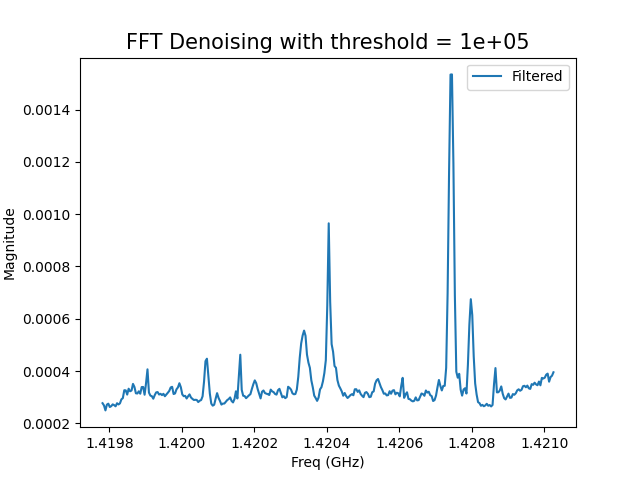 FFT Denoising with threshold = 1e+05
Filtered
Magnitude
0.0014
0.0012
0.0010
0.0008
0.0006
0.0004
0.0002
1.4198 1.4200 1.4202 1.4204 1.4206 1.4208 1.4210
Freq (GHz)